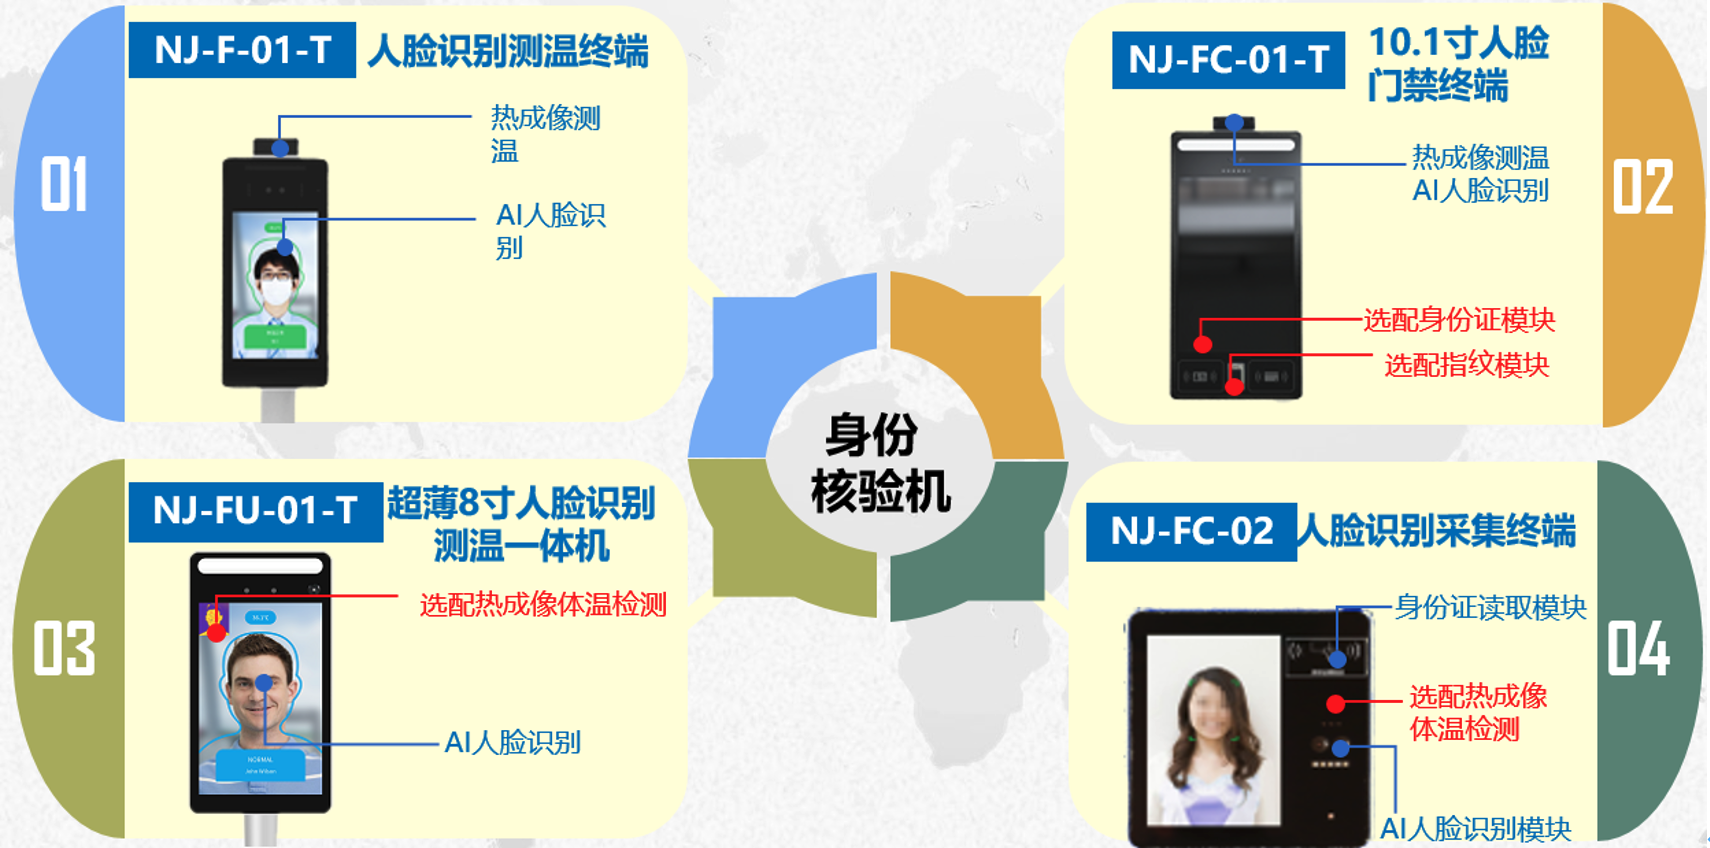 01
NJ-F-01-T
人脸识别测温终端
热成像测
温
AI人脸识
别
02
NJ-FC-01-T
10.1寸人脸
门禁终端
热成像测温
AI人脸识别
选配身份证模块
选配指纹模块
身份
核验机
03
NJ-FU-01-T
超薄8寸人脸识别
测温一体机
选配热成像体温检测
AI人脸识别
NORMAL
04
NJ-FC-02
人脸识别采集终端
身份证读取模块
选配热成像
体温检测
AI人脸识别模块